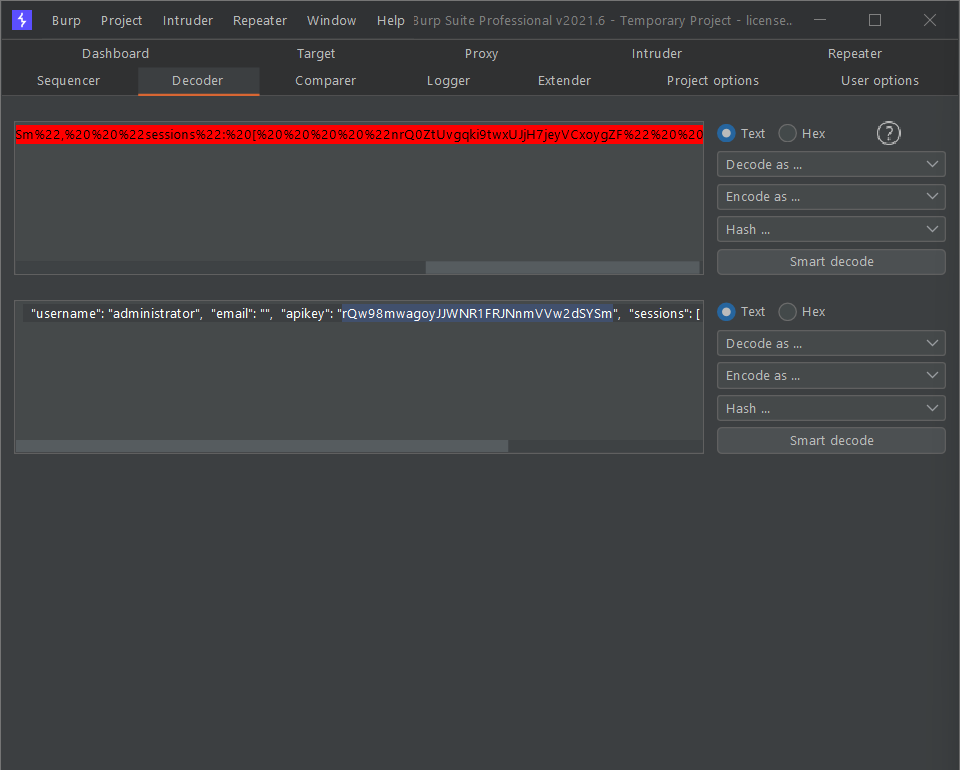 Burp Project Intruder Repeater Window Help Burp Suite Professional v2021.6 - Temporary Project - license..
Dashboard Target Proxy Intruder Repeater
Sequencer Decoder Comparer Logger Extender Project options User options
Sm%22,%20%20%22sessions%22:%20[%20%20%20%20%22nrQ0ZtUvgqki9twxUJjH7jeyVCxoygZF%22%20%20
Text Hex ?
Decode as ...
Encode as ...
Hash ...
Smart decode
"username": "administrator", "email": "", "apikey": "rQw98mwagoyJJWNR1FRJNnmVVw2dSYSm", "sessions": [
Text Hex
Decode as ...
Encode as ...
Hash ...
Smart decode